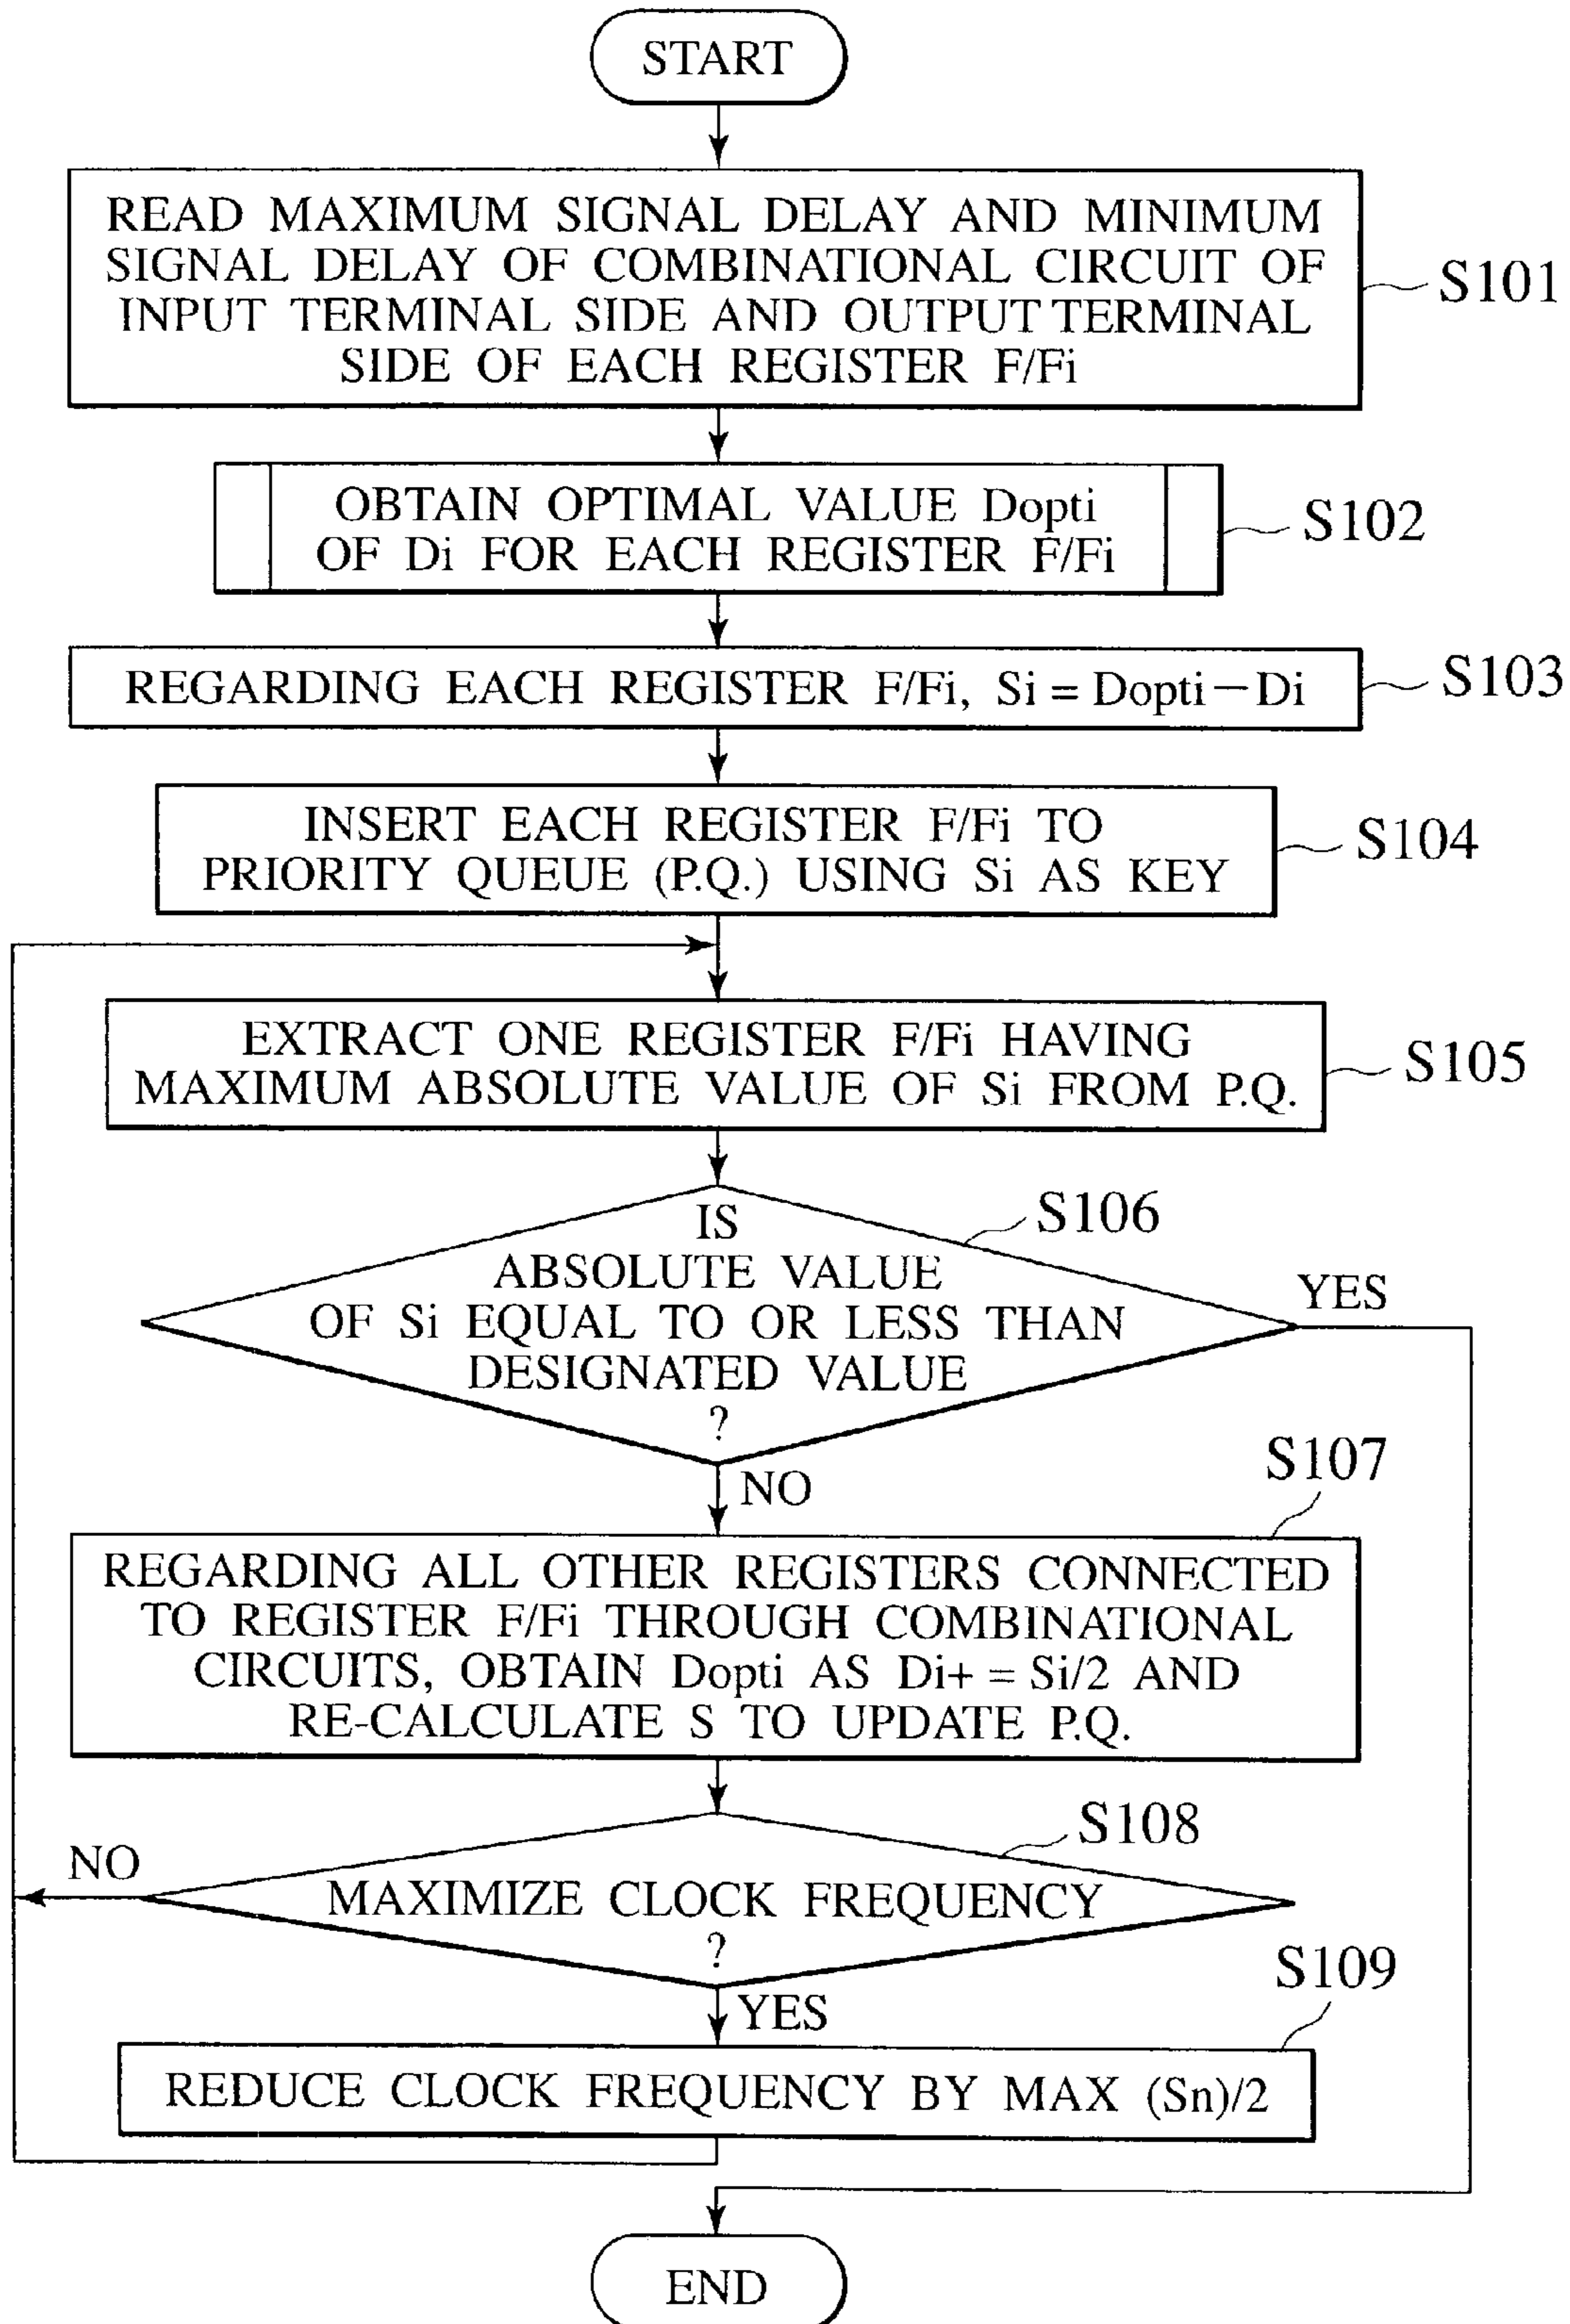 START
READ MAXIMUM SIGNAL DELAY AND MINIMUM
SIGNAL DELAY OF COMBINATIONAL CIRCUIT OF
INPUT TERMINAL SIDE AND OUTPUT TERMINAL
SIDE OF EACH REGISTER F/Fi
S101
OBTAIN OPTIMAL VALUE Dopti
OF Di FOR EACH REGISTER F/Fi
S102
REGARDING EACH REGISTER F/Fi, Si = Dopti－Di
S103
INSERT EACH REGISTER F/Fi TO
PRIORITY QUEUE (P.Q.) USING Si AS KEY
S104
EXTRACT ONE REGISTER F/Fi HAVING
MAXIMUM ABSOLUTE VALUE OF Si FROM P.Q.
S105
IS
ABSOLUTE VALUE
OF Si EQUAL TO OR LESS THAN
DESIGNATED VALUE
?
S106
YES
NO
S107
REGARDING ALL OTHER REGISTERS CONNECTED
TO REGISTER F/Fi THROUGH COMBINATIONAL
CIRCUITS, OBTAIN Dopti AS Di+ = Si/2 AND
RE-CALCULATE S TO UPDATE P.Q.
S108
NO
MAXIMIZE CLOCK FREQUENCY
?
YES
S109
REDUCE CLOCK FREQUENCY BY MAX (Sn)/2
END